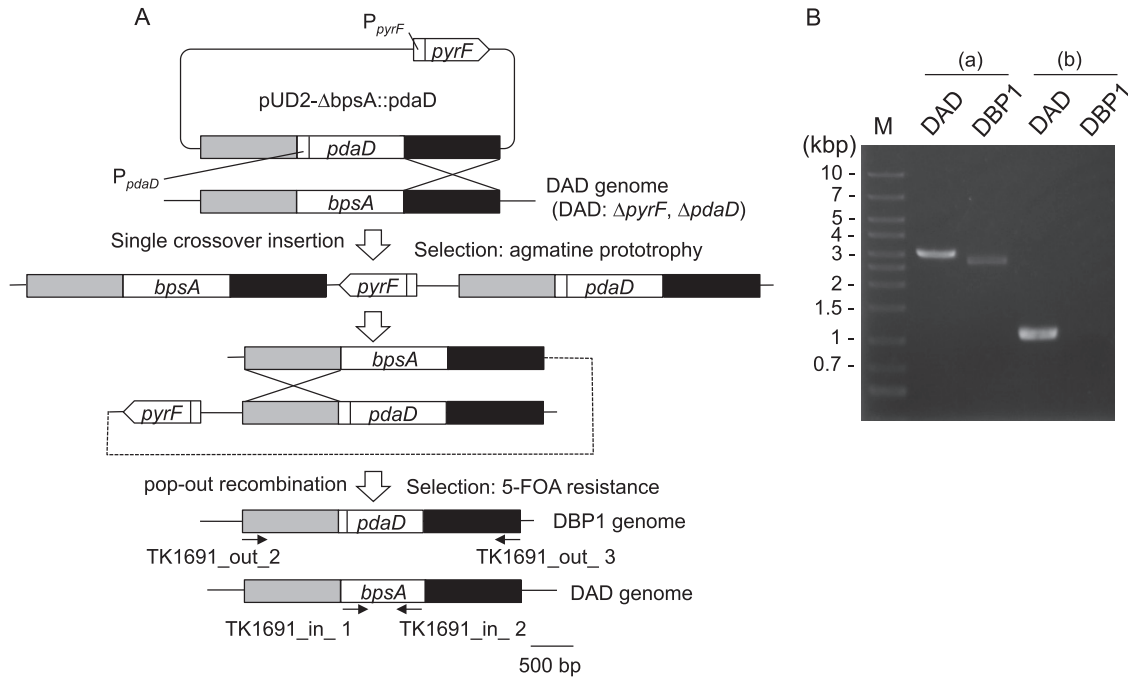 A
P_pyrF
pyrF
pUD2-ΔbpsA::pdaD
pdaD
P_pdaD
bpsA
DAD genome
(DAD: ΔpyrF, ΔpdaD)
Single crossover insertion
Selection: agmatine prototrophy
bpsA
pyrF
pdaD
bpsA
pyrF
pdaD
pop-out recombination
Selection: 5-FOA resistance
pdaD
DBP1 genome
TK1691_out_2
TK1691_out_ 3
bpsA
DAD genome
TK1691_in_ 1
TK1691_in_ 2
500 bp
B
(a)
(b)
M
DAD
DBP1
DAD
DBP1
(kbp)
10 -
7 -
5 -
4 -
3 -
2 -
1.5 -
1 -
0.7 -